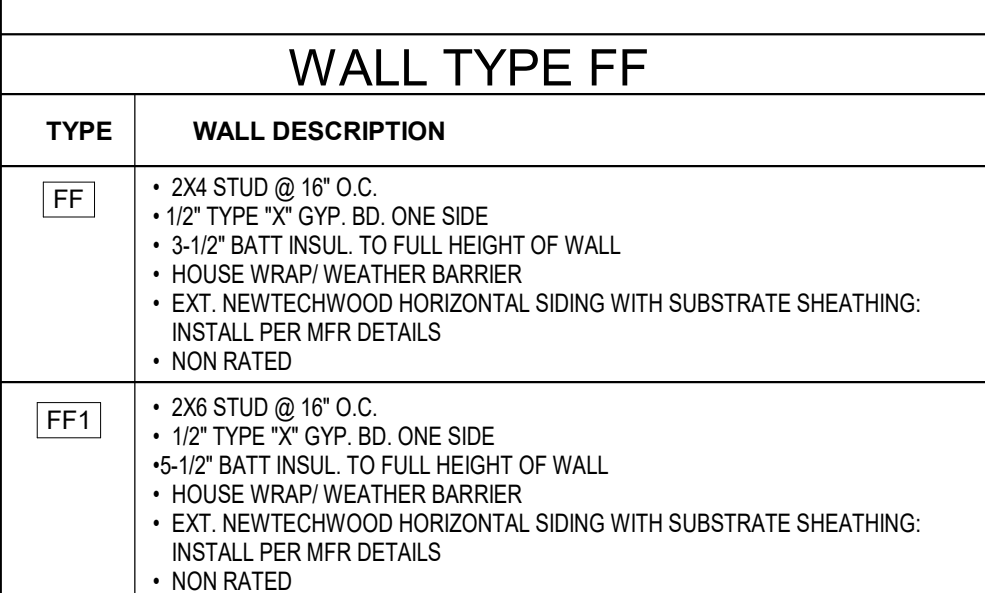 WALL TYPE FF
TYPE WALL DESCRIPTION
FF
• 2X4 STUD @ 16" O.C.
• 1/2" TYPE "X" GYP. BD. ONE SIDE
• 3-1/2" BATT INSUL. TO FULL HEIGHT OF WALL
• HOUSE WRAP/ WEATHER BARRIER
• EXT. NEWTECHWOOD HORIZONTAL SIDING WITH SUBSTRATE SHEATHING:
INSTALL PER MFR DETAILS
• NON RATED
FF1
• 2X6 STUD @ 16" O.C.
• 1/2" TYPE "X" GYP. BD. ONE SIDE
•5-1/2" BATT INSUL. TO FULL HEIGHT OF WALL
• HOUSE WRAP/ WEATHER BARRIER
• EXT. NEWTECHWOOD HORIZONTAL SIDING WITH SUBSTRATE SHEATHING:
INSTALL PER MFR DETAILS
• NON RATED